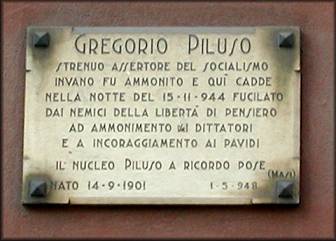 GREGORIO PILUSO
STRENUO ASSERTORE DEL SOCIALISMO
INVANO FU AMMONITO E QUI CADDE
NELLA NOTTE DEL 15-11-944 FUCILATO
DAI NEMICI DELLA LIBERTA' DI PENSIERO
AD AMMONIMENTO DITTATORI
E A INCORAGGIAMENTO AI PAVIDI
IL NUCLEO PILUSO A RICORDO POSE
(MASI)
NATO 14-9-1901 1-5-948